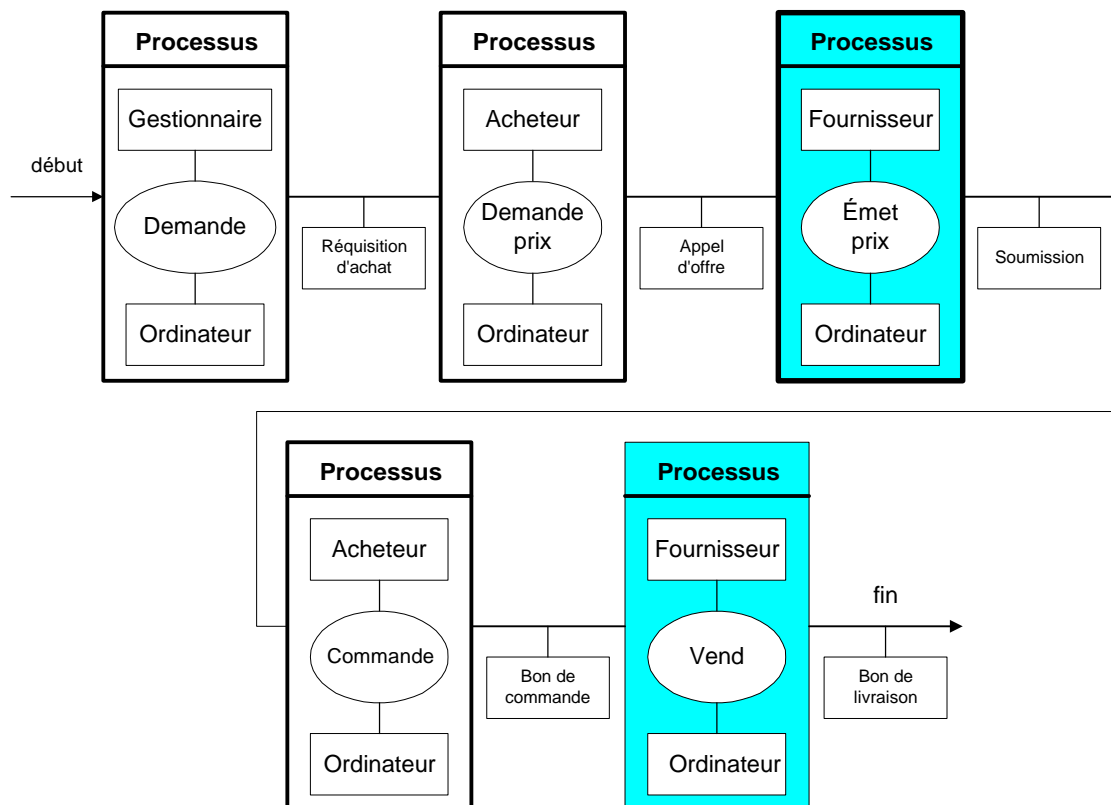 Processus
Gestionnaire
début
Demande
Ordinateur
Réquisition
d'achat
Processus
Acheteur
Demande
prix
Ordinateur
Appel
d'offre
Processus
Fournisseur
Émet
prix
Ordinateur
Soumission
Processus
Acheteur
Commande
Ordinateur
Bon de
commande
Processus
Fournisseur
Vend
Ordinateur
fin
Bon de
livraison